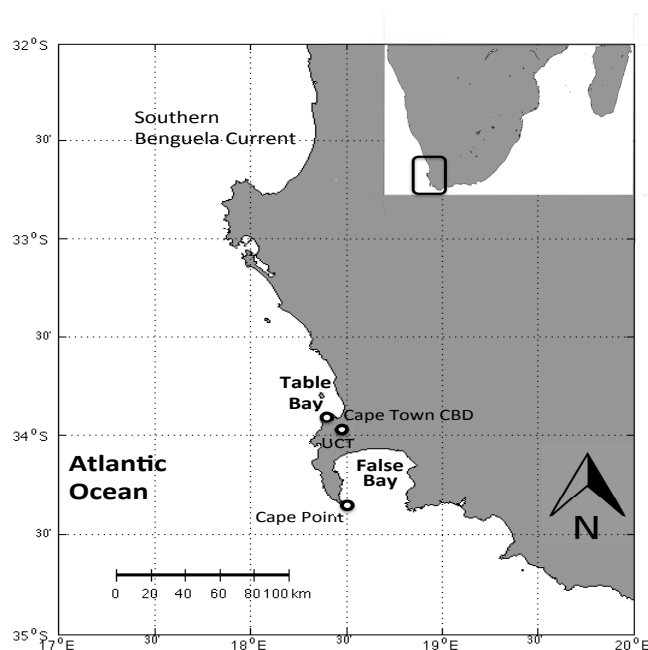 32°S
Southern
Benguela Current
30'
33°S
30'
Table
Bay
Cape Town CBD
34°S
UCT
Atlantic
Ocean
False
Bay
Cape Point
N
30'
0 20 40 60 80 100 km
35°S
17°E 30' 18°E 30' 19°E 30' 20°E